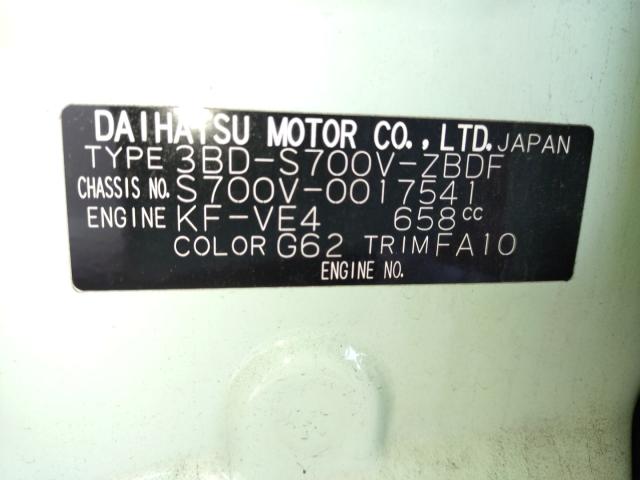 DAIHATSU MOTOR CO., LTD. JAPAN
TYPE 3BD-S700V-ZBDF
CHASSIS NO. S700V-0017541
ENGINE KF-VE4 658cc
COLOR G62 TRIM FA10
ENGINE NO.